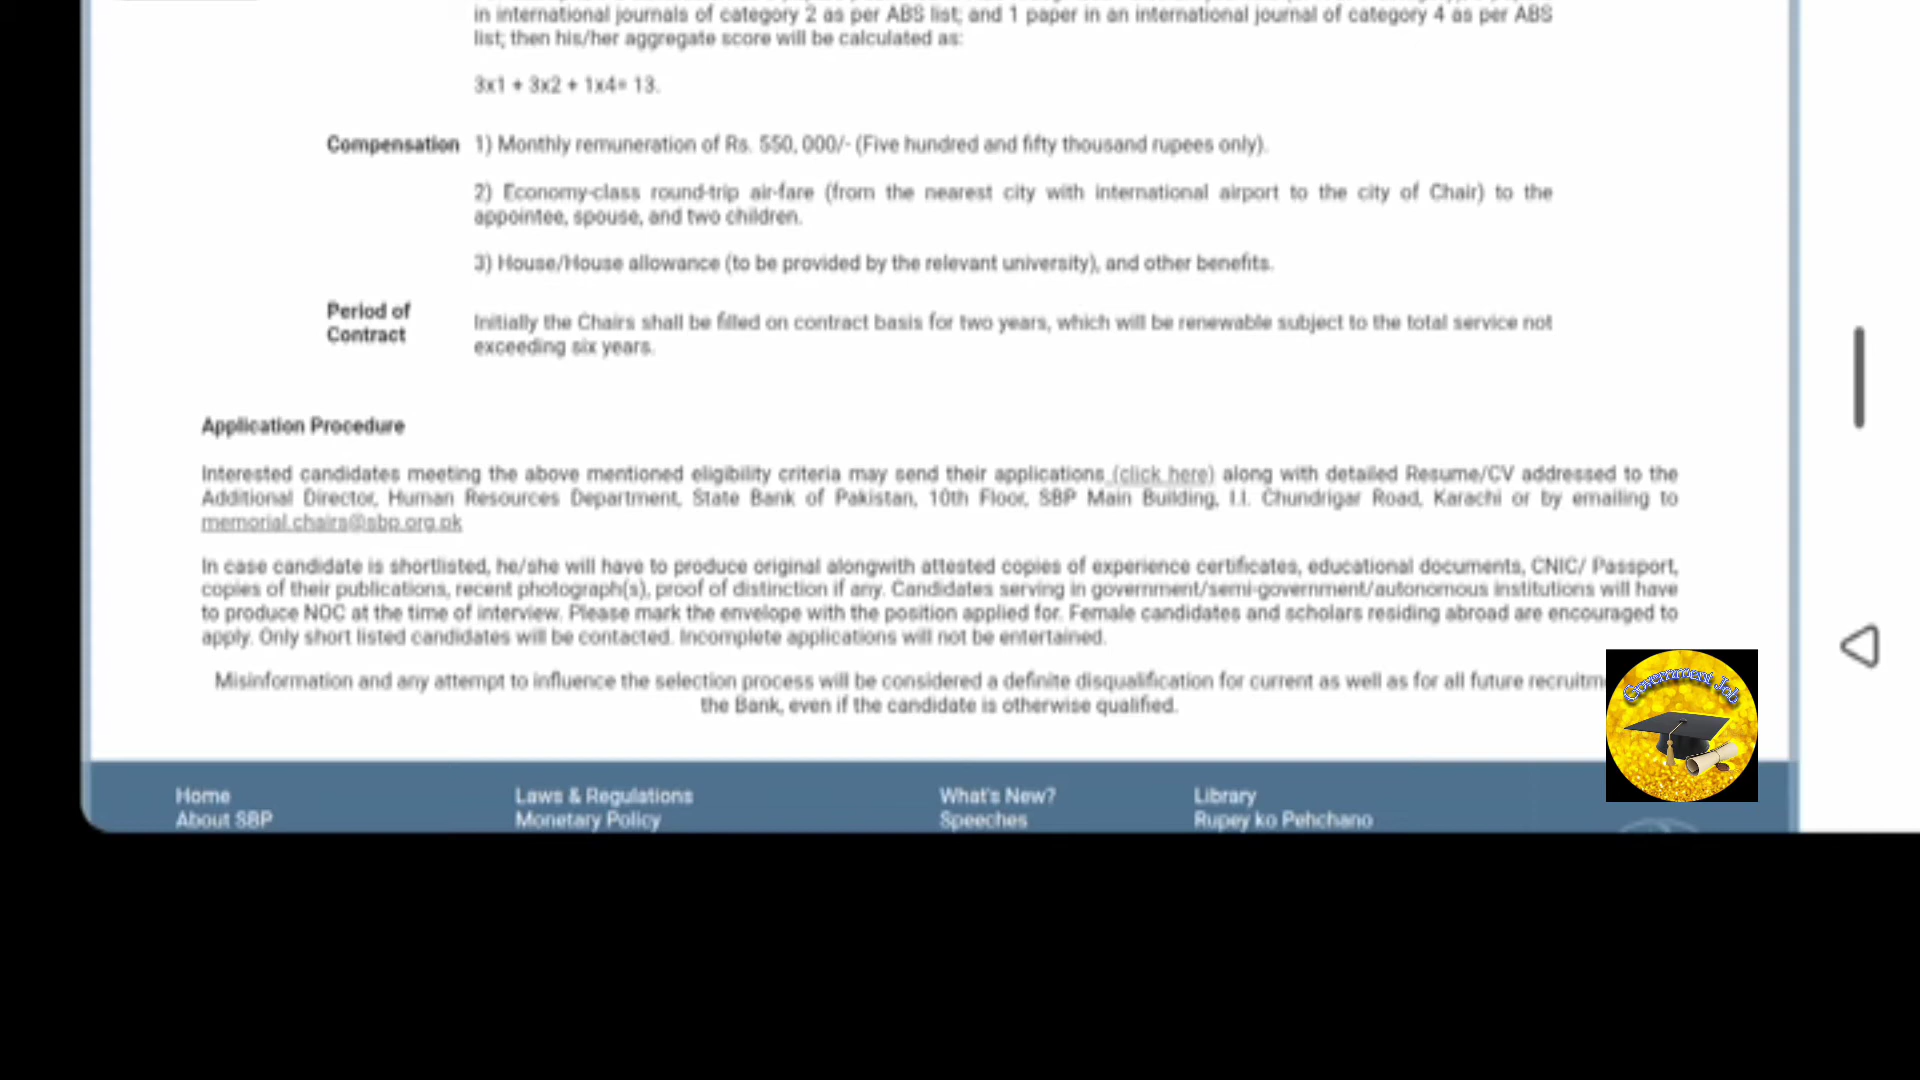 in international journals of category 2 as per ABS list; and 1 paper in an international journal of category 4 as per ABS
list; then his/her aggregate score will be calculated as:
3x1 + 3x2 + 1x4= 13.
Compensation 1) Monthly remuneration of Rs. 550, 000/- (Five hundred and fifty thousand rupees only).
2) Economy-class round-trip air-fare (from the nearest city with international airport to the city of Chair) to the
appointee, spouse, and two children.
3) House/House allowance (to be provided by the relevant university), and other benefits.
Period of
Contract
Initially the Chairs shall be filled on contract basis for two years, which will be renewable subject to the total service not
exceeding six years.
Application Procedure
Interested candidates meeting the above mentioned eligibility criteria may send their applications (click here) along with detailed Resume/CV addressed to the
Additional Director, Human Resources Department, State Bank of Pakistan, 10th Floor, SBP Main Building, I.I. Chundrigar Road, Karachi or by emailing to
memorial.chairs@sbp.org.pk
In case candidate is shortlisted, he/she will have to produce original alongwith attested copies of experience certificates, educational documents, CNIC/ Passport,
copies of their publications, recent photograph(s), proof of distinction if any. Candidates serving in government/semi-government/autonomous institutions will have
to produce NOC at the time of interview. Please mark the envelope with the position applied for. Female candidates and scholars residing abroad are encouraged to
apply. Only short listed candidates will be contacted. Incomplete applications will not be entertained.
Misinformation and any attempt to influence the selection process will be considered a definite disqualification for current as well as for all future recruitm
the Bank, even if the candidate is otherwise qualified.
Government Job
Home Laws & Regulations What's New? Library
About SBP Monetary Policy Speeches Rupey ko Pehchano